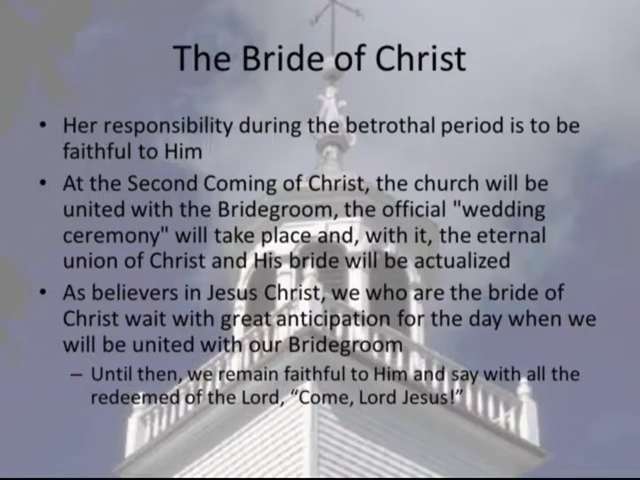 The Bride of Christ
• Her responsibility during the betrothal period is to be
faithful to Him
• At the Second Coming of Christ, the church will be
united with the Bridegroom, the official "wedding
ceremony" will take place and, with it, the eternal
union of Christ and His bride will be actualized
• As believers in Jesus Christ, we who are the bride of
Christ wait with great anticipation for the day when we
will be united with our Bridegroom
– Until then, we remain faithful to Him and say with all the
redeemed of the Lord, “Come, Lord Jesus!”